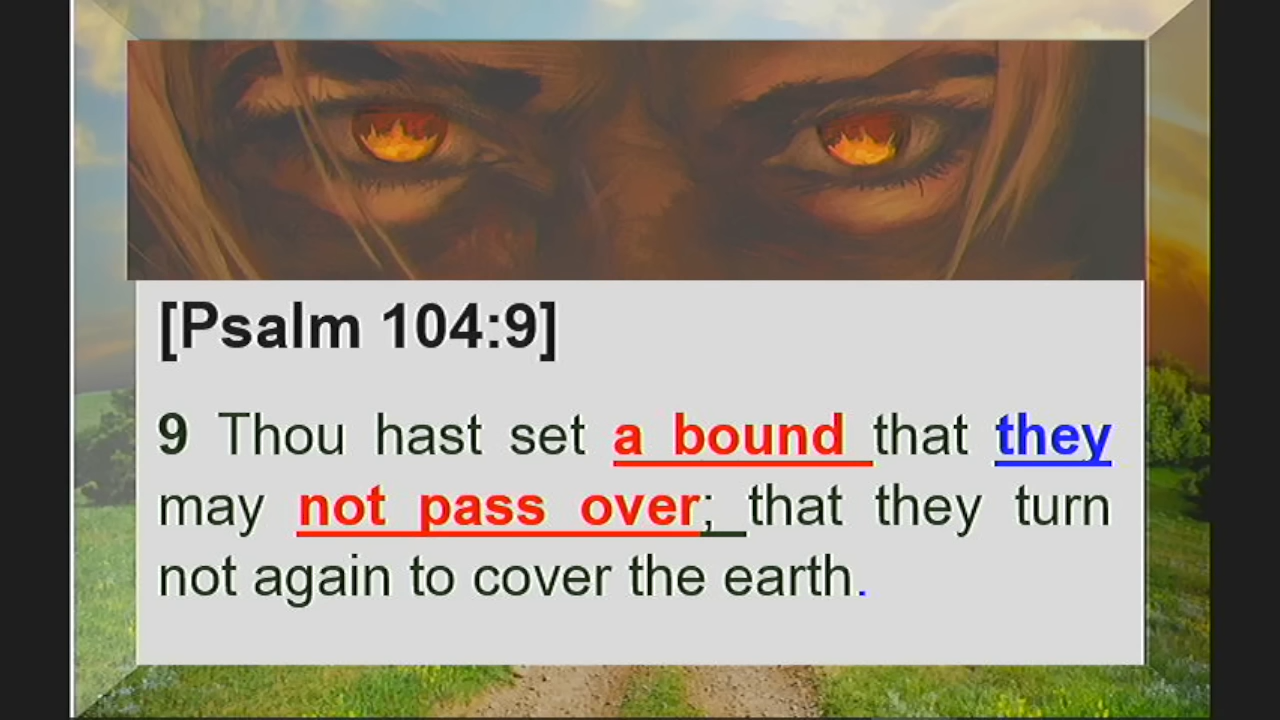 [Psalm 104:9]
9 Thou hast set a bound that they
may not pass over; that they turn
not again to cover the earth.